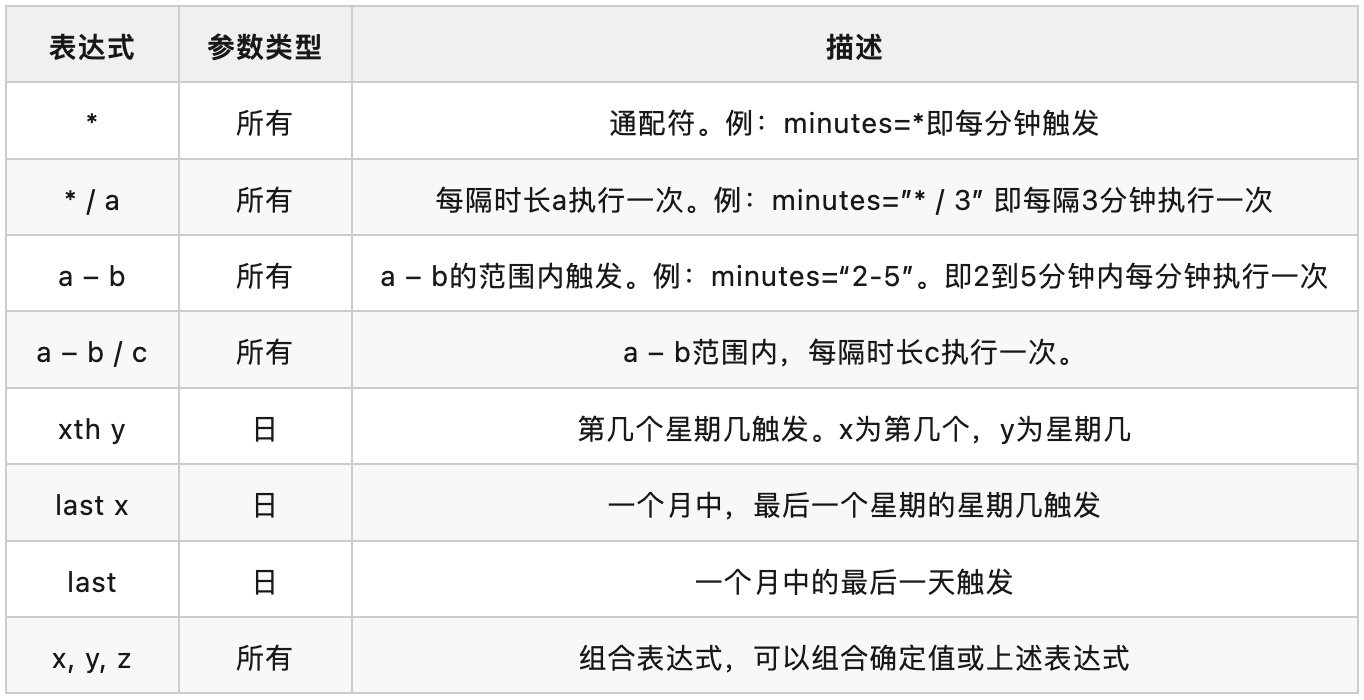 表达式 参数类型 描述
* 所有 通配符。例：minutes=*即每分钟触发
* / a 所有 每隔时长a执行一次。例：minutes=”* / 3” 即每隔3分钟执行一次
a – b 所有 a – b的范围内触发。例：minutes=“2-5”。即2到5分钟内每分钟执行一次
a – b / c 所有 a – b范围内，每隔时长c执行一次。
xth y 日 第几个星期几触发。x为第几个，y为星期几
last x 日 一个月中，最后一个星期的星期几触发
last 日 一个月中的最后一天触发
x, y, z 所有 组合表达式，可以组合确定值或上述表达式